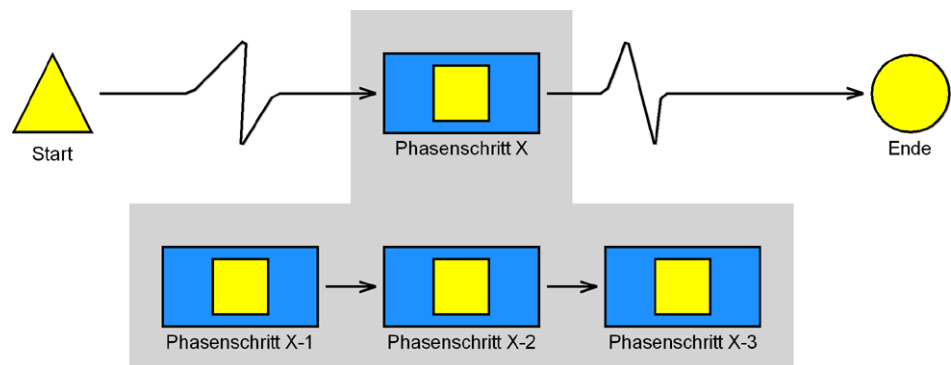 Start
Phasenschritt X
Ende
Phasenschritt X-1
Phasenschritt X-2
Phasenschritt X-3